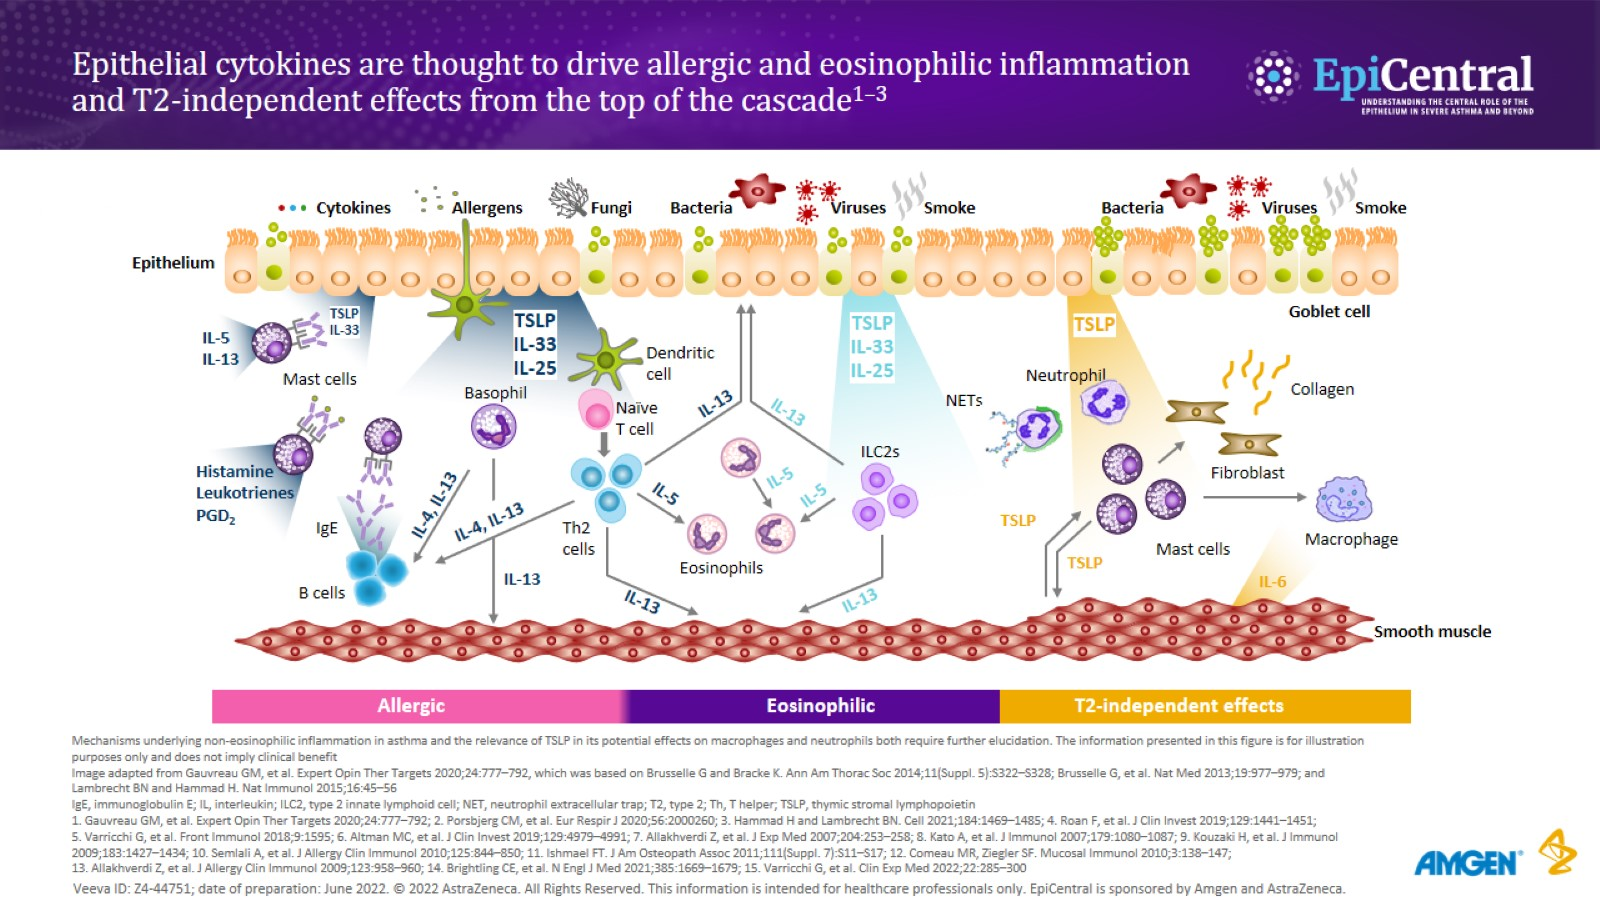 Epithelial cytokines are thought to drive allergic and eosinophilic inflammation
and T2-independent effects from the top of the cascade1–3
EpiCentral
UNDERSTANDING THE CENTRAL ROLE OF THE
EPITHELIUM IN SEVERE ASTHMA AND BEYOND
Cytokines
Allergens
Fungi
Bacteria
Viruses
Smoke
Bacteria
Viruses
Smoke
Epithelium
Goblet cell
TSLP
IL-33
IL-5
IL-13
Mast cells
TSLP
IL-33
IL-25
Dendritic
cell
Basophil
Naïve
T cell
Histamine
Leukotrienes
PGD2
IgE
B cells
IL-4, IL-13
IL-4, IL-13
IL-13
Th2
cells
IL-13
IL-13
IL-13
IL-5
IL-5
IL-5
Eosinophils
TSLP
IL-33
IL-25
ILC2s
IL-13
TSLP
Neutrophil
NETs
Collagen
Fibroblast
Macrophage
Mast cells
TSLP
TSLP
IL-6
Smooth muscle
Allergic
Eosinophilic
T2-independent effects
Mechanisms underlying non-eosinophilic inflammation in asthma and the relevance of TSLP in its potential effects on macrophages and neutrophils both require further elucidation. The information presented in this figure is for illustration
purposes only and does not imply clinical benefit
Image adapted from Gauvreau GM, et al. Expert Opin Ther Targets 2020;24:777–792, which was based on Brusselle G and Bracke K. Ann Am Thorac Soc 2014;11(Suppl. 5):S322–S328; Brusselle G, et al. Nat Med 2013;19:977–979; and
Lambrecht BN and Hammad H. Nat Immunol 2015;16:45–56
IgE, immunoglobulin E; IL, interleukin; ILC2, type 2 innate lymphoid cell; NET, neutrophil extracellular trap; T2, type 2; Th, T helper; TSLP, thymic stromal lymphopoietin
1. Gauvreau GM, et al. Expert Opin Ther Targets 2020;24:777–792; 2. Porsbjerg CM, et al. Eur Respir J 2020;56:2000260; 3. Hammad H and Lambrecht BN. Cell 2021;184:1469–1485; 4. Roan F, et al. J Clin Invest 2019;129:1441–1451;
5. Varricchi G, et al. Front Immunol 2018;9:1595; 6. Altman MC, et al. J Clin Invest 2019;129:4979–4991; 7. Allakhverdi Z, et al. J Exp Med 2007;204:253–258; 8. Kato A, et al. J Immunol 2007;179:1080–1087; 9. Kouzaki H, et al. J Immunol
2009;183:1427–1434; 10. Semlali A, et al. J Allergy Clin Immunol 2010;125:844–850; 11. Ishmael FT. J Am Osteopath Assoc 2011;111(Suppl. 7):S11–S17; 12. Comeau MR, Ziegler SF. Mucosal Immunol 2010;3:138–147;
13. Allakhverdi Z, et al. J Allergy Clin Immunol 2009;123:958–960; 14. Brightling CE, et al. N Engl J Med 2021;385:1669–1679; 15. Varricchi G, et al. Clin Exp Med 2022;22:285–300
Veeva ID: Z4-44751; date of preparation: June 2022. © 2022 AstraZeneca. All Rights Reserved. This information is intended for healthcare professionals only. EpiCentral is sponsored by Amgen and AstraZeneca.
AMGEN®